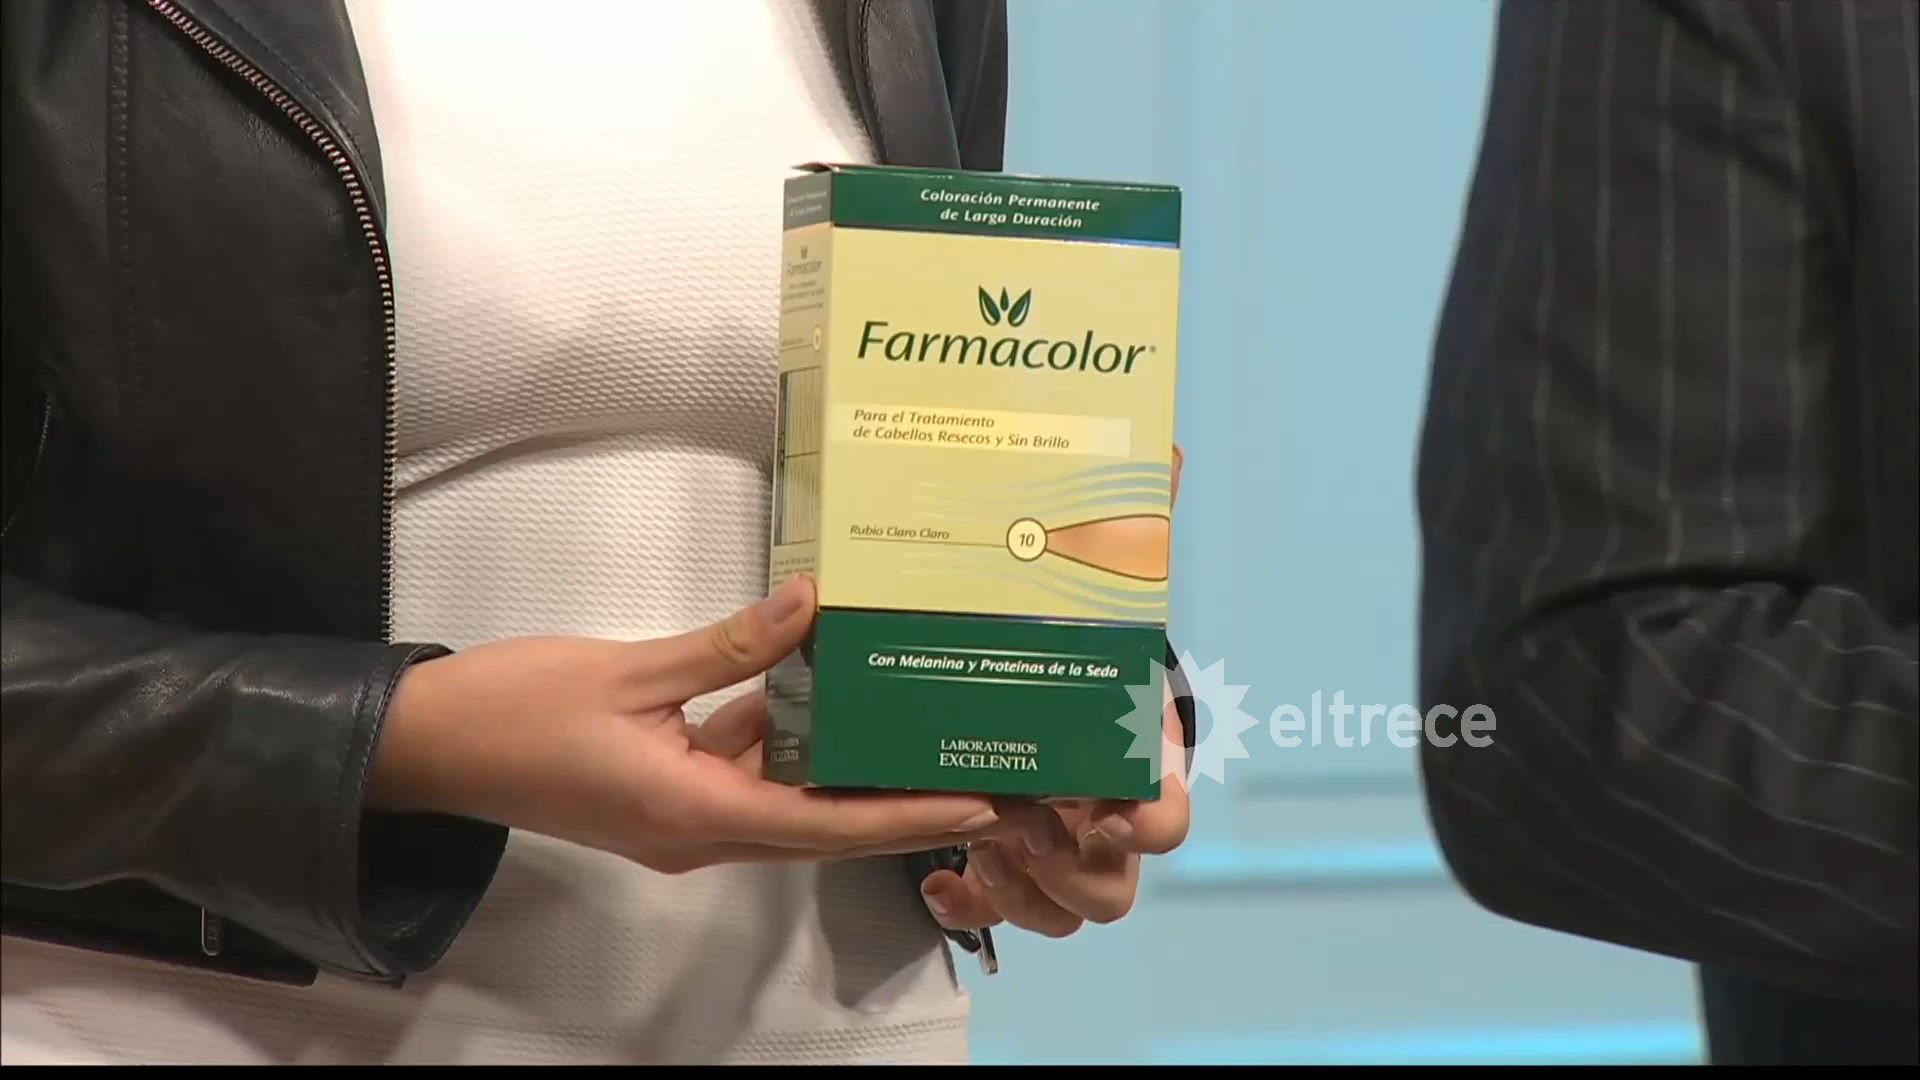 Coloración Permanente
de Larga Duración
Farmacolor®
Para el Tratamiento
de Cabellos Resecos y Sin Brillo
Rubio Claro Claro
10
Con Melanina y Proteínas de la Seda
LABORATORIOS
EXCELENTIA
Farmacolor
eltrece